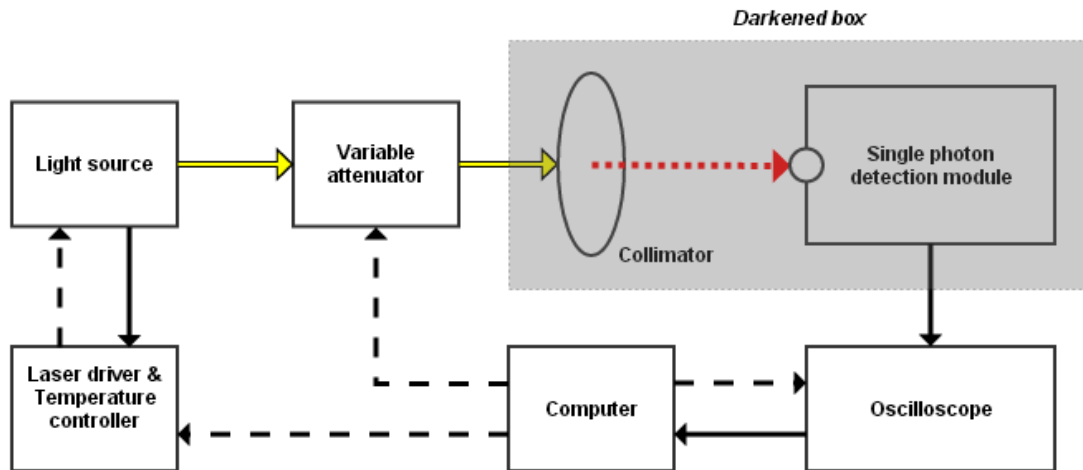 Darkened box
Light source
Variable
attenuator
Single photon
detection module
Collimator
Laser driver &
Temperature
controller
Computer
Oscilloscope